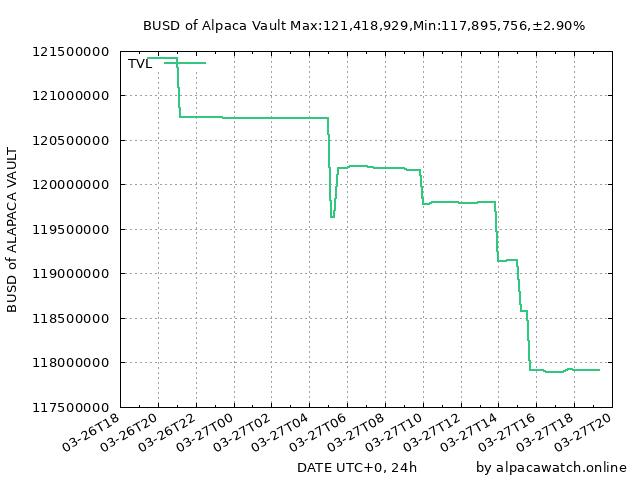 BUSD of Alpaca Vault Max:121,418,929,Min:117,895,756,±2.90%
121500000
TVL
121000000
120500000
120000000
119500000
119000000
118500000
118000000
117500000
BUSD of ALAPACA VAULT
03-26T18
03-26T20
03-26T22
03-27T00
03-27T02
03-27T04
03-27T06
03-27T08
03-27T10
03-27T12
03-27T14
03-27T16
03-27T18
03-27T20
DATE UTC+0, 24h
by alpacawatch.online